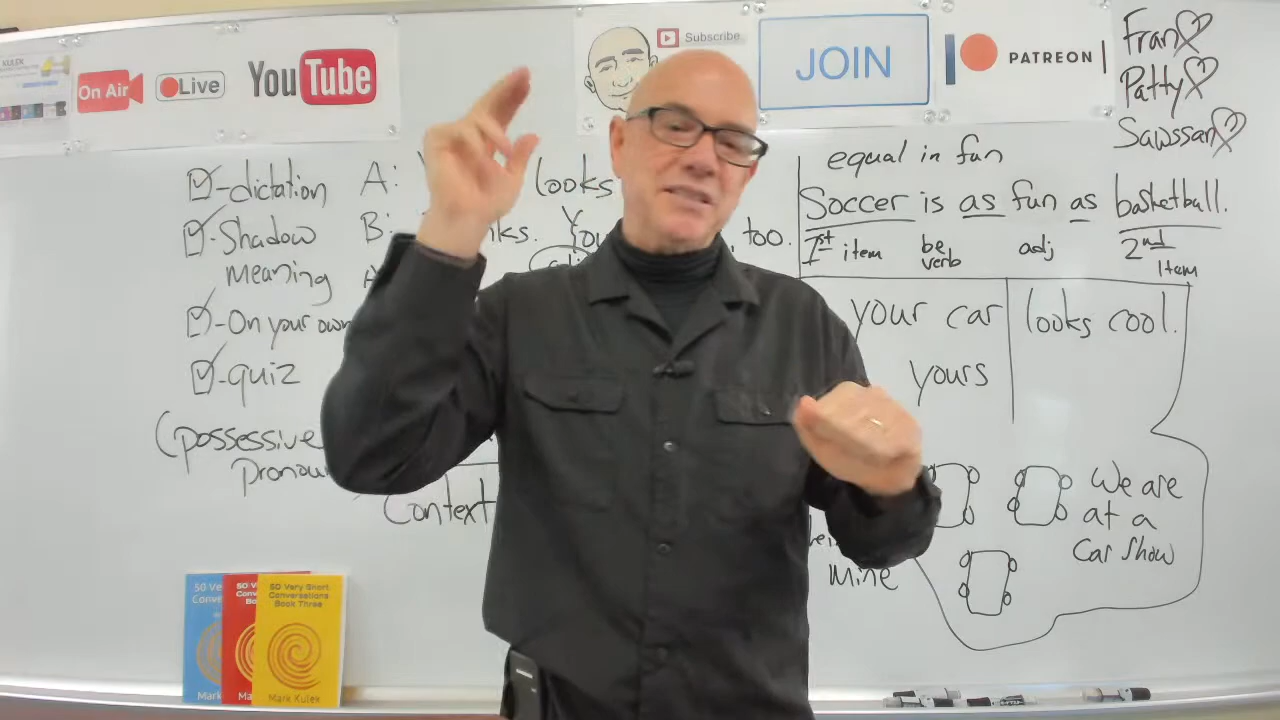 On Air
Live
YouTube
Subscribe
JOIN
PATREON
Fran
Patty
Sawssan
-dictation
-Shadow
meaning
-On your own
-quiz
(possessive
Context
A:
looks
B:
You
, too.
equal in fun
Soccer is as fun as basketball.
1st item
be verb
adj
2nd item
your car
looks cool.
yours
We are
at a
Car Show
mine
50 Very Short
Conversations
Book Three
Mark Kulek